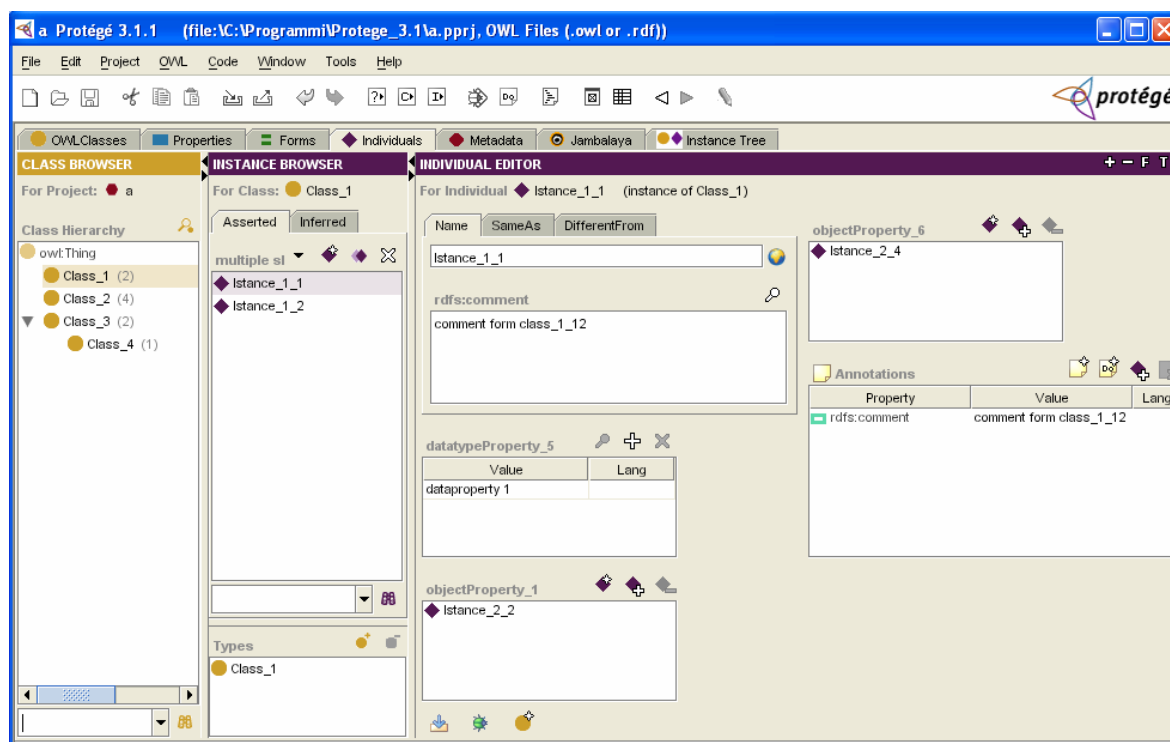 a Protégé 3.1.1 (file:\C:\Programmi\Protege_3.1\a.pprj, OWL Files (.owl or .rdf))
File Edit Project OWL Code Window Tools Help
protégé
OWLClasses Properties Forms Individuals Metadata Jambalaya Instance Tree
CLASS BROWSER
For Project: a
Class Hierarchy
owl:Thing
Class_1 (2)
Class_2 (4)
Class_3 (2)
Class_4 (1)
INSTANCE BROWSER
For Class: Class_1
Asserted Inferred
multiple sl
Istance_1_1
Istance_1_2
Types
Class_1
INDIVIDUAL EDITOR
+ − F T
For Individual Istance_1_1 (instance of Class_1)
Name SameAs DifferentFrom
Istance_1_1
rdfs:comment
comment form class_1_12
datatypeProperty_5
Value Lang
dataproperty 1
objectProperty_1
Istance_2_2
objectProperty_6
Istance_2_4
Annotations
Property Value Lang
rdfs:comment comment form class_1_12